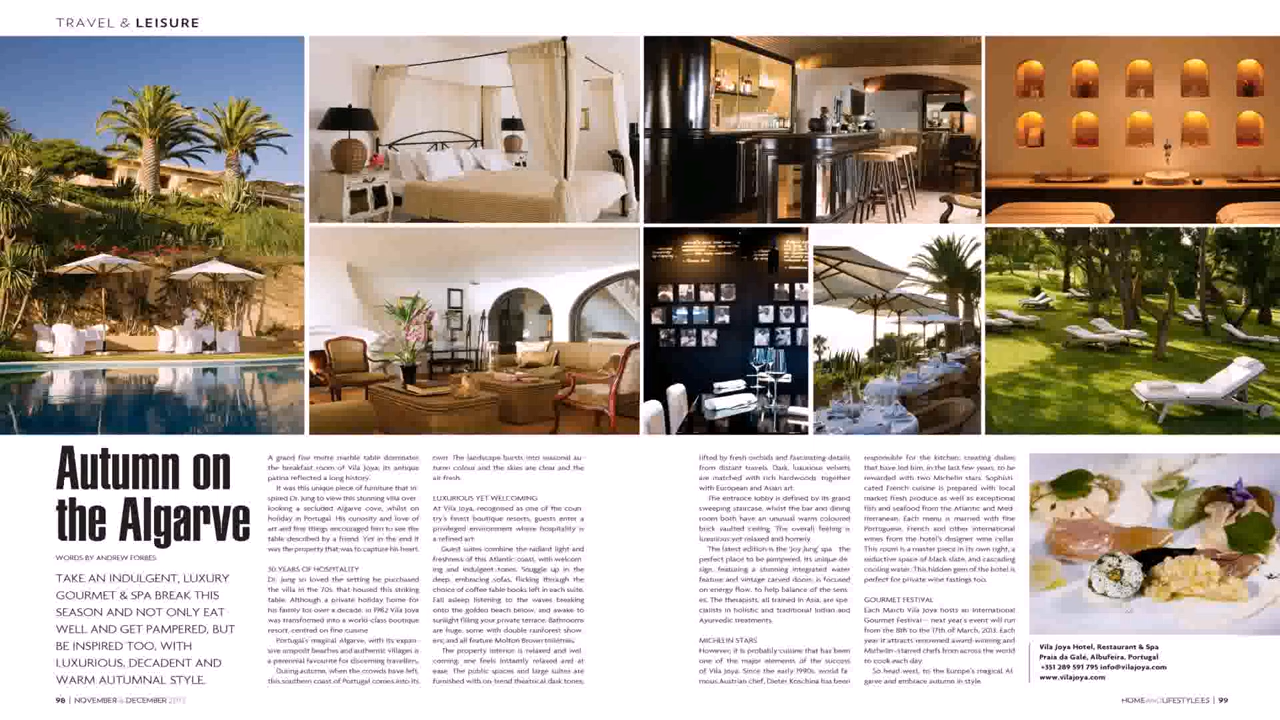 TRAVEL & LEISURE
Autumn on
the Algarve
WORDS BY ANDREW FORBES
TAKE AN INDULGENT, LUXURY
GOURMET & SPA BREAK THIS
SEASON AND NOT ONLY EAT
WELL AND GET PAMPERED, BUT
BE INSPIRED TOO, WITH
LUXURIOUS, DECADENT AND
WARM AUTUMNAL STYLE.
A grand five metre marble table dominates
the breakfast room of Vila Joya; its antique
patina reflected a long history.
It was this unique piece of furniture that in-
spired Dr. Jung to view this stunning villa over-
looking a secluded Algarve cove, whilst on
holiday in Portugal. His curiosity and love of
art and fine things encouraged him to see the
table described by a friend. Yet in the end it
was the property that was to capture his heart.
30 YEARS OF HOSPITALITY
Dr. Jung so loved the setting he purchased
the villa in the 70s that housed this striking
table. Although a private holiday home for
his family for over a decade, in 1982 Vila Joya
was transformed into a world-class boutique
resort, centred on fine cuisine.
Portugal's magical Algarve, with its expan-
sive unspoilt beaches and authentic villages is
a perennial favourite for discerning travellers.
During autumn, when the crowds have left,
this southern coast of Portugal comes into its
own. The landscape bursts into seasonal au-
tumn colour and the skies are clear and the
air fresh.
LUXURIOUS YET WELCOMING
At Vila Joya, recognised as one of the coun-
try's finest boutique resorts, guests enter a
privileged environment where hospitality is
a refined art.
Guest suites combine the radiant light and
freshness of this Atlantic coast, with welcom-
ing and indulgent tones. Snuggle up in the
deep, embracing sofas, flicking through the
choice of coffee table books left in each suite.
Fall asleep listening to the waves breaking
onto the golden beach below, and awake to
sunlight filling your private terrace. Bathrooms
are huge, some with double rainforest show-
ers; and all feature Molton Brown toiletries.
The property interior is relaxed and wel-
coming; one feels instantly relaxed and at
ease. The public spaces and large suites are
furnished with on-trend theatrical dark tones,
lifted by fresh orchids and fascinating details
from distant travels. Dark, luxurious velvets
are matched with rich hardwoods together
with European and Asian art.
The entrance lobby is defined by its grand
sweeping staircase, whilst the bar and dining
room both have an unusual warm coloured
brick vaulted ceiling. The overall feeling is
luxurious yet relaxed and homely.
The latest edition is the 'Joy Jung' spa - the
perfect place to be pampered. Its unique de-
sign, featuring a stunning integrated water
feature and vintage carved doors, is focused
on energy flow, to help balance of the sens-
es. The therapists, all trained in Asia, are spe-
cialists in holistic and traditional Indian and
Ayurvedic treatments.
MICHELIN STARS
However, it is probably cuisine that has been
one of the major elements of the success
of Vila Joya. Since the early 1990s, world fa-
mous Austrian chef, Dieter Koschina has been
responsible for the kitchen; creating dishes
that have led him, in the last few years, to be
rewarded with two Michelin stars. Sophisti-
cated French cuisine is prepared with local
market fresh produce as well as exceptional
fish and seafood from the Atlantic and Med-
iterranean. Each menu is married with fine
Portuguese, French and other international
wines from the hotel's designer wine cellar.
This room is a master piece in its own right; a
seductive space of black slate, and cascading
cooling water. This hidden gem of the hotel is
perfect for private wine tastings too.
GOURMET FESTIVAL
Each March Vila Joya hosts an International
Gourmet Festival – next year's event will run
from the 8th to the 17th of March, 2013. Each
year it attracts renowned award-winning and
Michelin-starred chefs from across the world
to cook each day.
So head west, to the Europe's magical Al-
garve and embrace autumn in style.
Vila Joya Hotel, Restaurant & Spa
Praia da Galé, Albufeira, Portugal
+351 289 591 795 info@vilajoya.com
www.vilajoya.com
98 | NOVEMBER & DECEMBER
HOMEANDLIFESTYLE.ES | 99